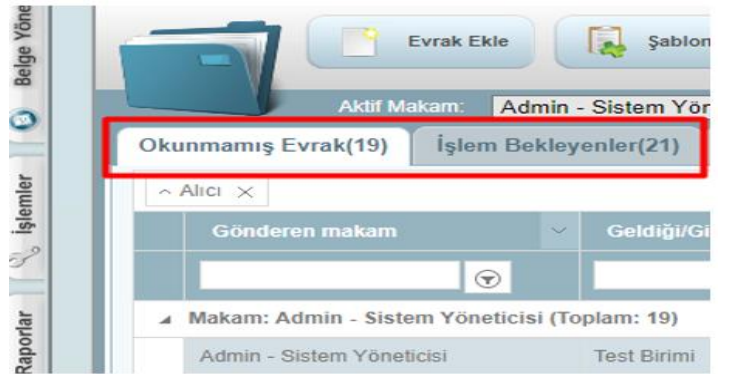 Belge Yöne
İşlemler
Raporlar
Evrak Ekle
Şablon
Aktif Makam: Admin - Sistem Yör
Okunmamış Evrak(19) İşlem Bekleyenler(21)
Alıcı
Gönderen makam Geldiği/Gi
Makam: Admin - Sistem Yöneticisi (Toplam: 19)
Admin - Sistem Yöneticisi Test Birimi